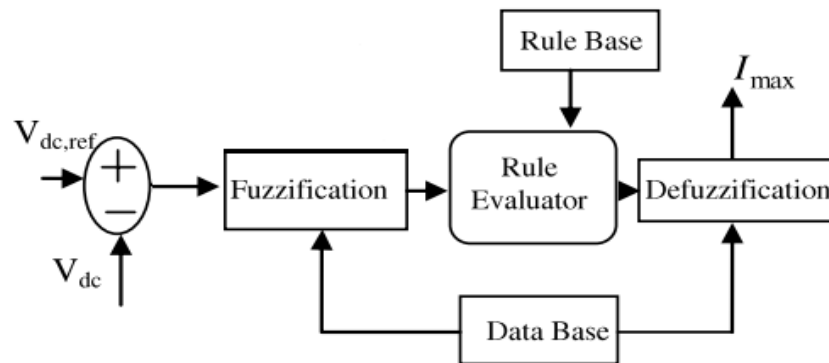 Rule Base
I max
V dc,ref
+
−
Fuzzification
Rule
Evaluator
Defuzzification
V dc
Data Base